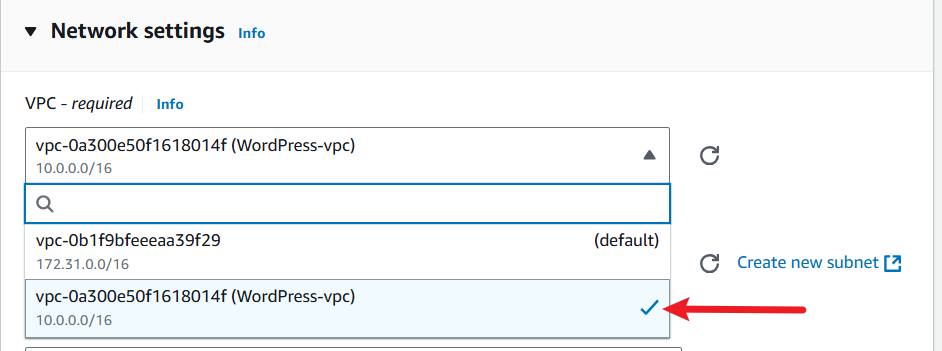 Network settings Info
VPC - required Info
vpc-0a300e50f1618014f (WordPress-vpc)
10.0.0.0/16
vpc-0b1f9bfeeeaa39f29 (default)
172.31.0.0/16
Create new subnet
vpc-0a300e50f1618014f (WordPress-vpc)
10.0.0.0/16